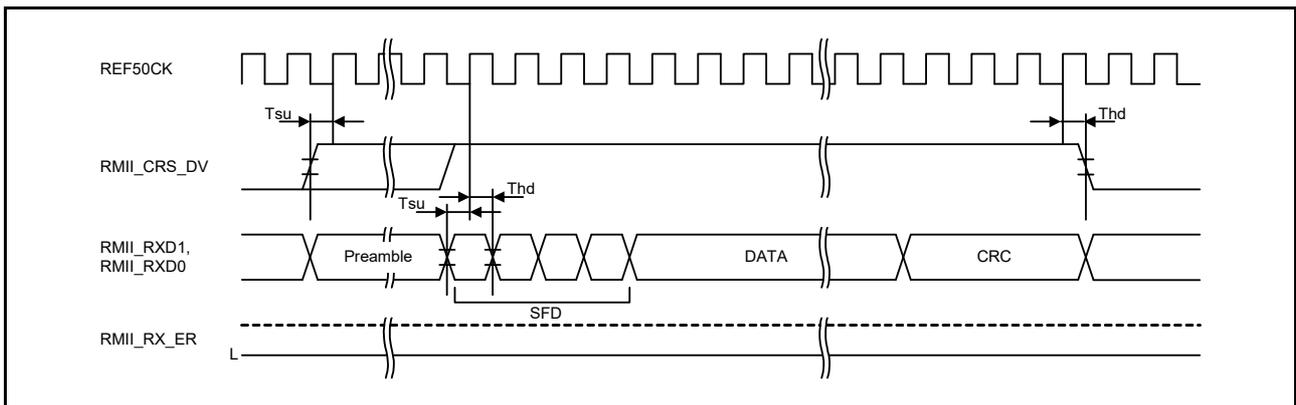 REF50CK
Tsu
Thd
RMII_CRS_DV
Thd
Tsu
RMII_RXD1,
RMII_RXD0
Preamble
DATA
CRC
SFD
RMII_RX_ER
L